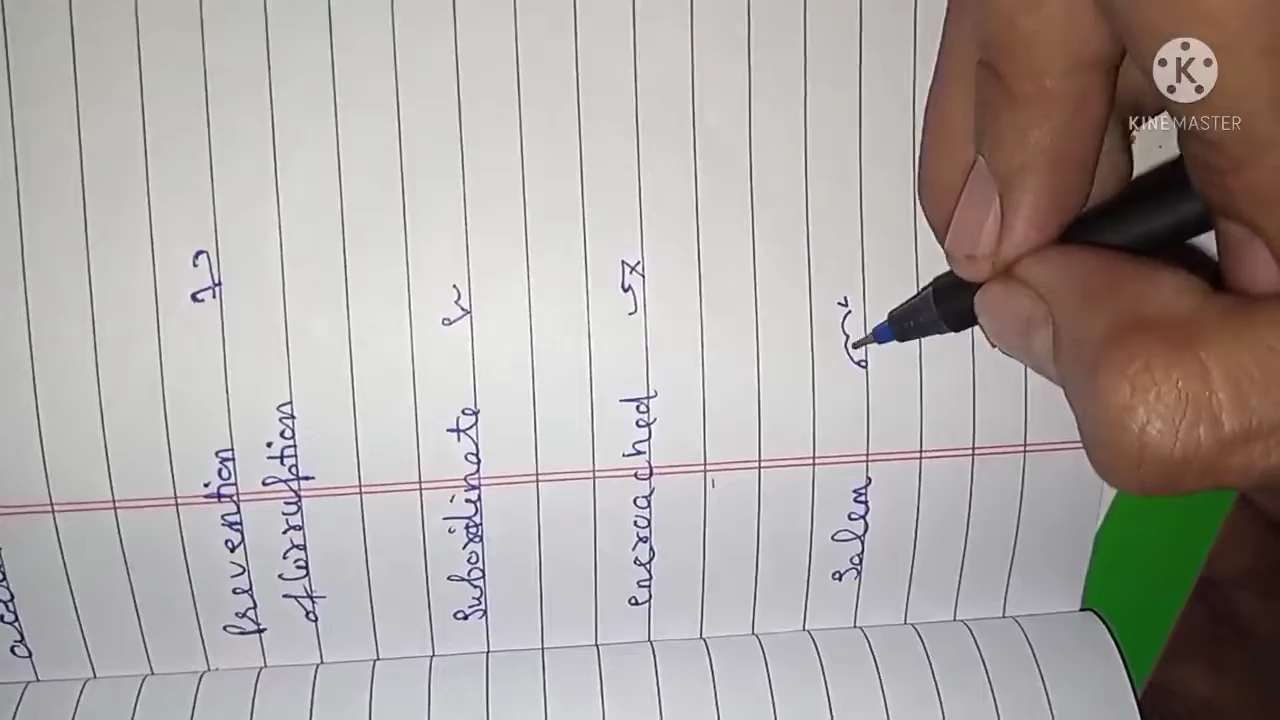 Prevention
of Corruption
Subordinate
encroached
Salem
KINEMASTER